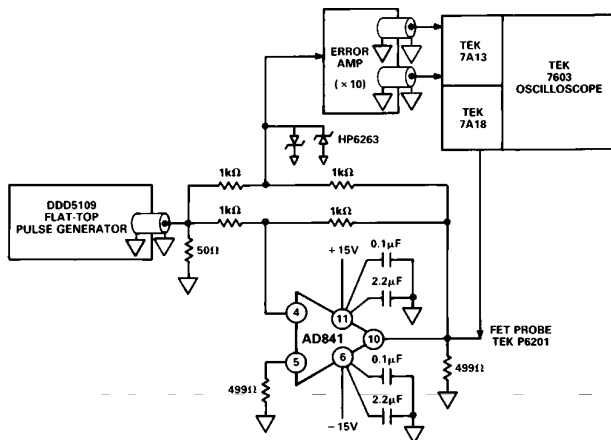 ERROR
AMP
(×10)
TEK
7A13
TEK
7A18
TEK
7603
OSCILLOSCOPE
HP6263
1kΩ
1kΩ
DDD5109
FLAT-TOP
PULSE GENERATOR
1kΩ
1kΩ
50Ω
+15V
0.1μF
2.2μF
4
11
AD841
10
5
6
FET PROBE
TEK P6201
0.1μF
499Ω
499Ω
2.2μF
−15V